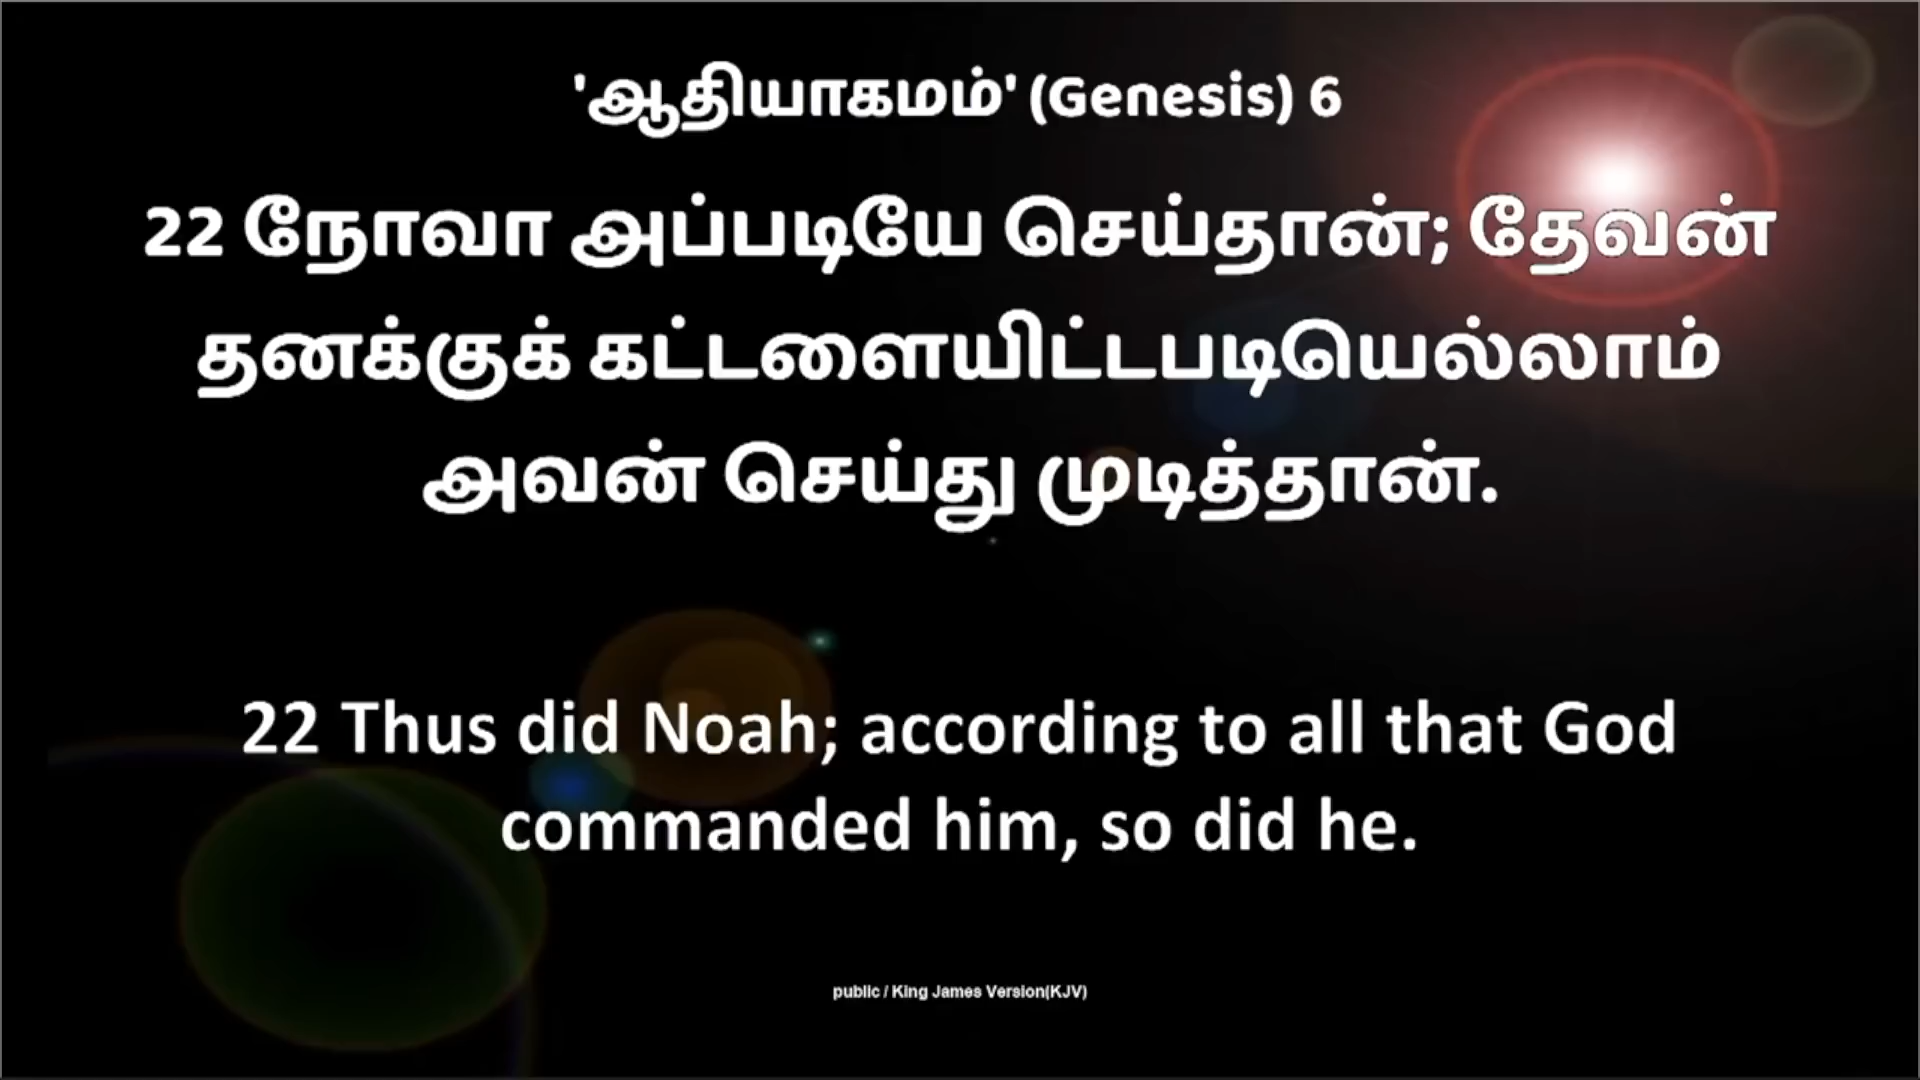 'ஆதியாகமம்' (Genesis) 6
22 நோவா அப்படியே செய்தான்; தேவன்
தனக்குக் கட்டளையிட்டபடியெல்லாம்
அவன் செய்து முடித்தான்.
22 Thus did Noah; according to all that God
commanded him, so did he.
public / King James Version(KJV)